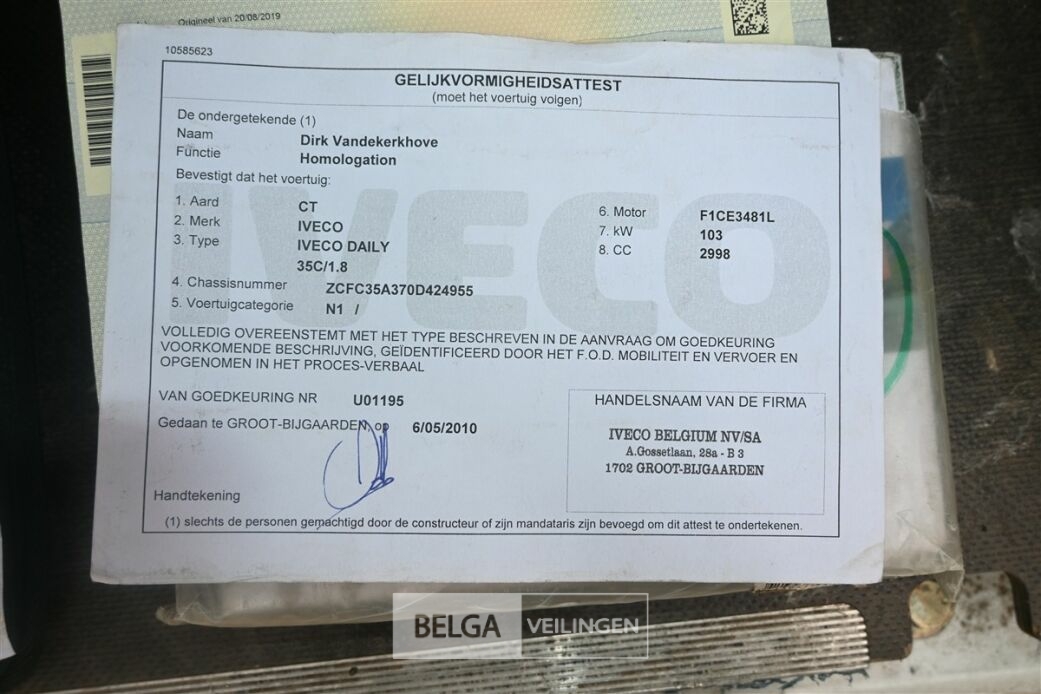 Origineel van 20/08/2019
10585623
GELIJKVORMIGHEIDSATTEST
(moet het voertuig volgen)
De ondergetekende (1)
Naam Dirk Vandekerkhove
Functie Homologation
Bevestigt dat het voertuig:
IVECO
1. Aard CT 6. Motor F1CE3481L
2. Merk IVECO 7. kW 103
3. Type IVECO DAILY 8. CC 2998
35C/1.8
4. Chassisnummer ZCFC35A370D424955
5. Voertuigcategorie N1 /
VOLLEDIG OVEREENSTEMT MET HET TYPE BESCHREVEN IN DE AANVRAAG OM GOEDKEURING
VOORKOMENDE BESCHRIJVING, GEÏDENTIFICEERD DOOR HET F.O.D. MOBILITEIT EN VERVOER EN
OPGENOMEN IN HET PROCES-VERBAAL
VAN GOEDKEURING NR U01195
Gedaan te GROOT-BIJGAARDEN, op 6/05/2010
Handtekening
HANDELSNAAM VAN DE FIRMA
IVECO BELGIUM NV/SA
A.Gossetlaan, 28a - B 3
1702 GROOT-BIJGAARDEN
(1) slechts de personen gemachtigd door de constructeur of zijn mandataris zijn bevoegd om dit attest te ondertekenen.
BELGA VEILINGEN